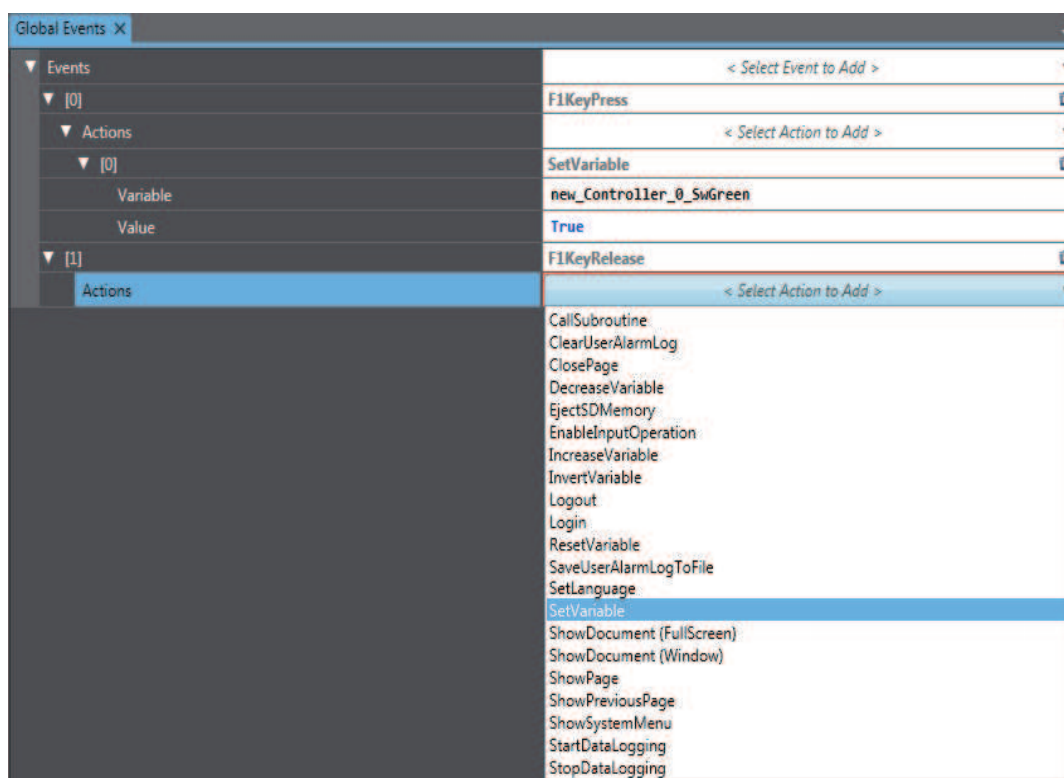 Global Events X
Events < Select Event to Add >
[0] F1KeyPress
Actions < Select Action to Add >
[0] SetVariable
Variable new_Controller_0_SwGreen
Value True
[1] F1KeyRelease
Actions < Select Action to Add >
CallSubroutine
ClearUserAlarmLog
ClosePage
DecreaseVariable
EjectSDMemory
EnableInputOperation
IncreaseVariable
InvertVariable
Logout
Login
ResetVariable
SaveUserAlarmLogToFile
SetLanguage
SetVariable
ShowDocument (FullScreen)
ShowDocument (Window)
ShowPage
ShowPreviousPage
ShowSystemMenu
StartDataLogging
StopDataLogging